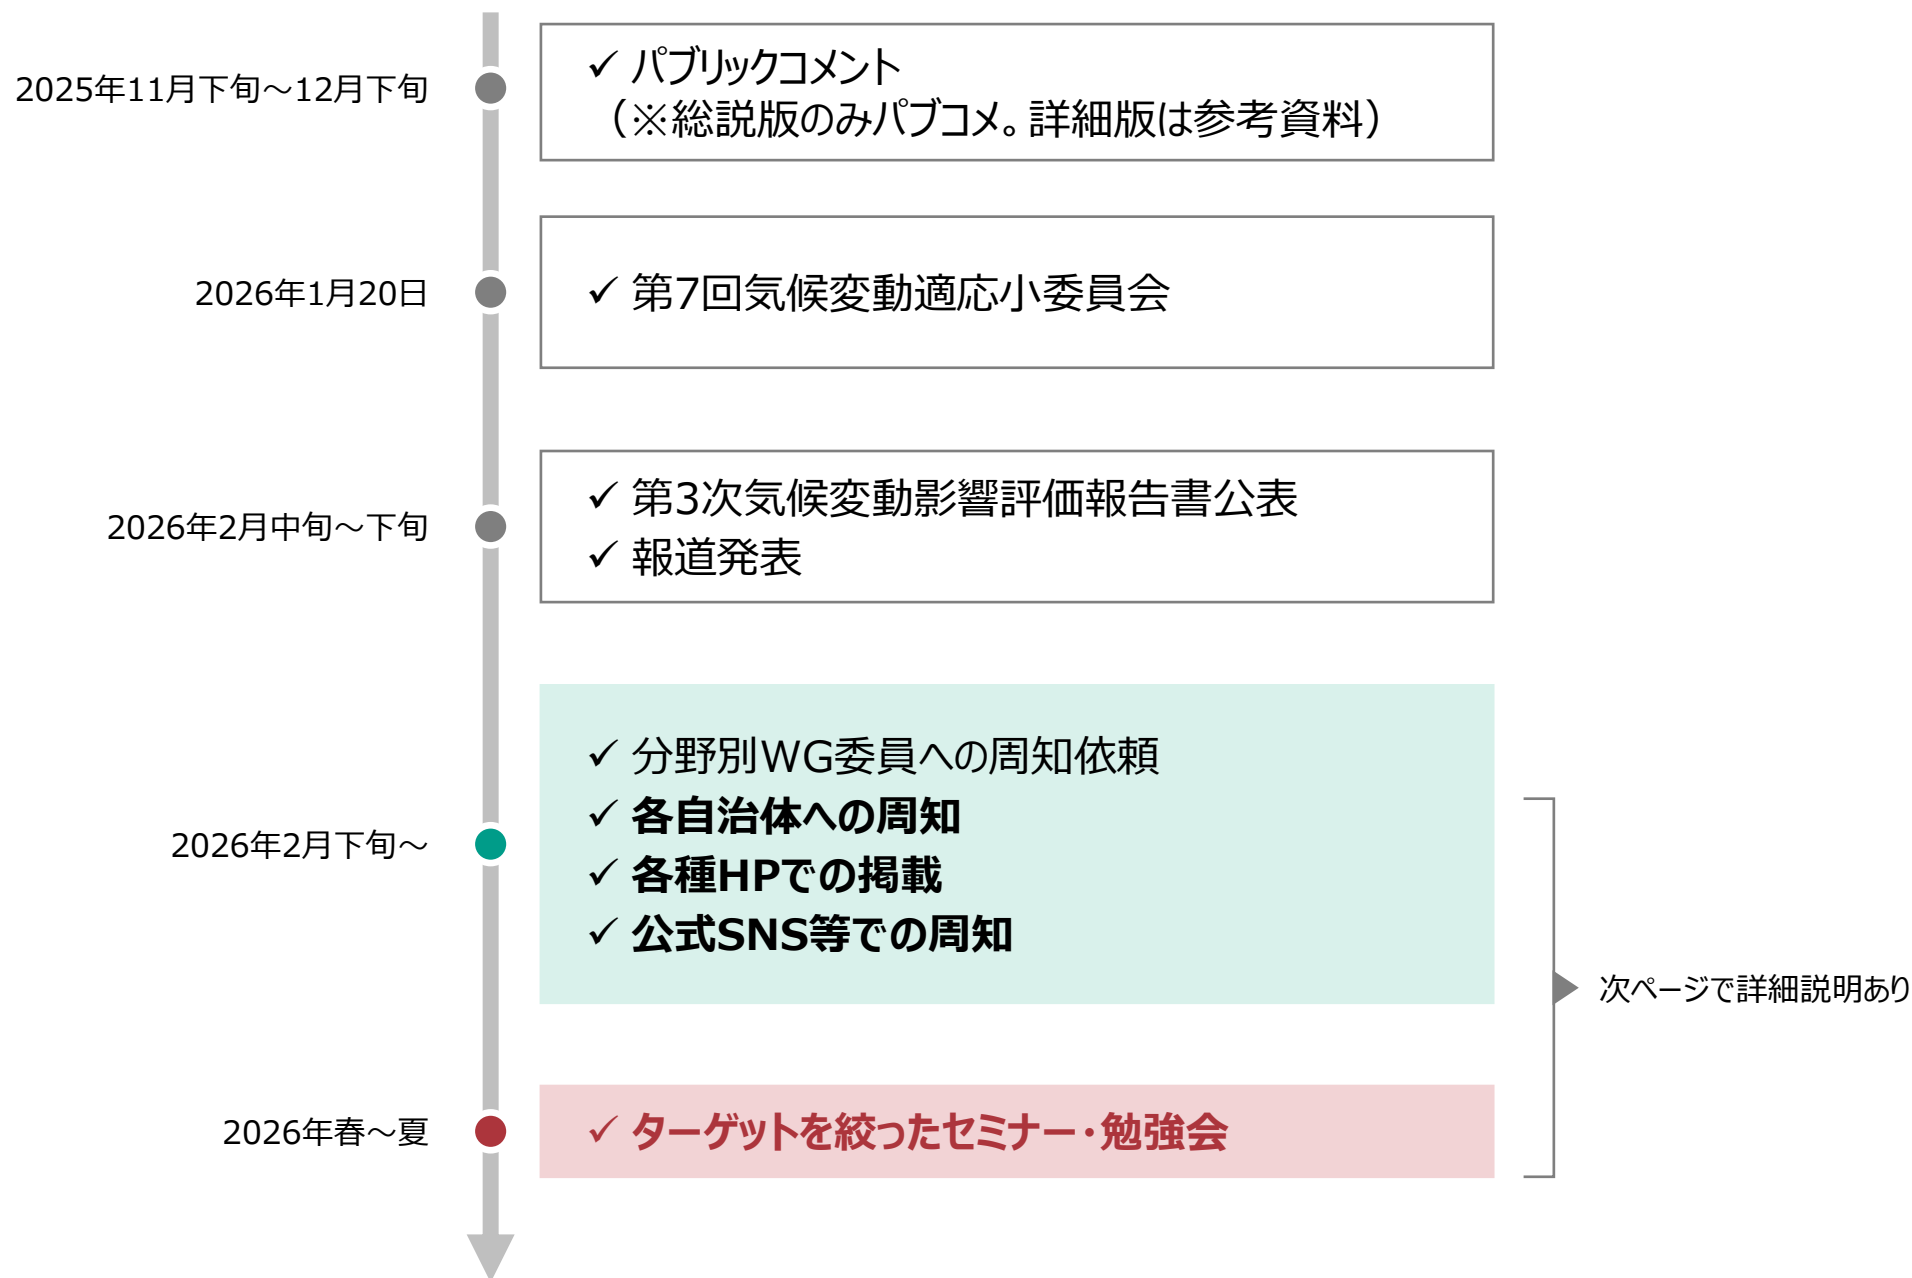 2025年11月下旬～12月下旬
✓ パブリックコメント
（※総説版のみパブコメ。詳細版は参考資料）
2026年1月20日
✓ 第7回気候変動適応小委員会
2026年2月中旬～下旬
✓ 第3次気候変動影響評価報告書公表
✓ 報道発表
2026年2月下旬～
✓ 分野別WG委員への周知依頼
✓ 各自治体への周知
✓ 各種HPでの掲載
✓ 公式SNS等での周知
次ページで詳細説明あり
2026年春～夏
✓ ターゲットを絞ったセミナー・勉強会